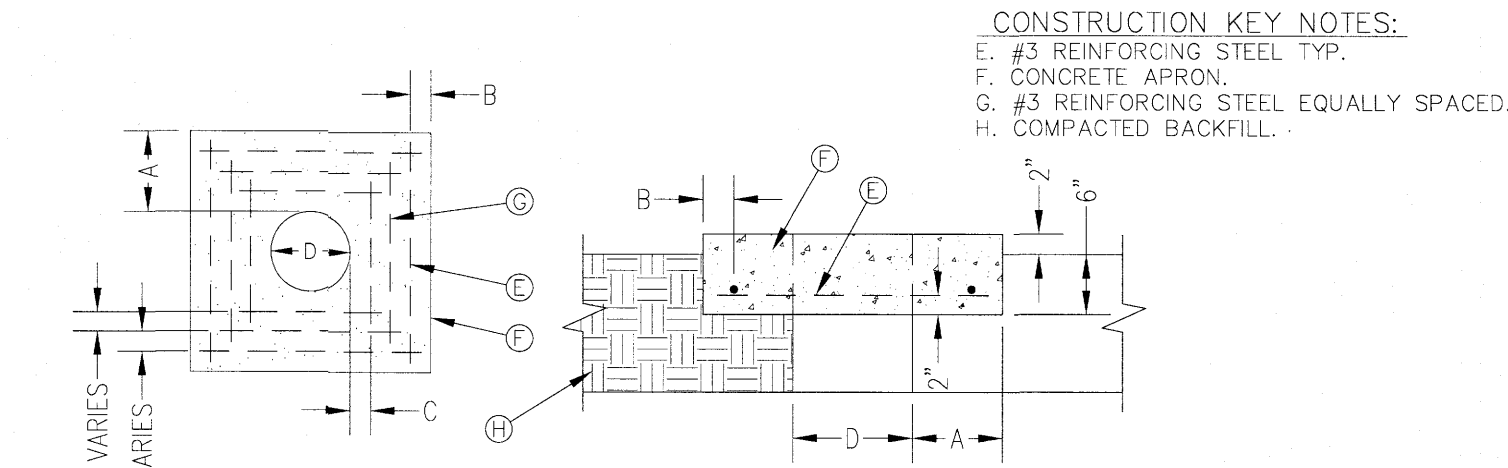 CONSTRUCTION KEY NOTES:
E. #3 REINFORCING STEEL TYP.
F. CONCRETE APRON.
G. #3 REINFORCING STEEL EQUALLY SPACED.
H. COMPACTED BACKFILL.
B
A
D
G
E
F
C
VARIES
ARIES
B
F
E
2"
6"
2"
H
D
A